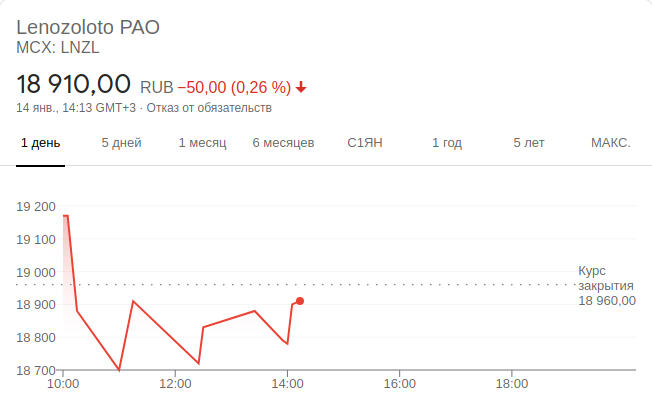 Lenozoloto PAO
MCX: LNZL
18 910,00 RUB −50,00 (0,26 %)
14 янв., 14:13 GMT+3 · Отказ от обязательств
1 день 5 дней 1 месяц 6 месяцев С1ЯН 1 год 5 лет МАКС.
19 200
19 100
19 000
18 900
18 800
18 700
Курс
закрытия
18 960,00
10:00 12:00 14:00 16:00 18:00